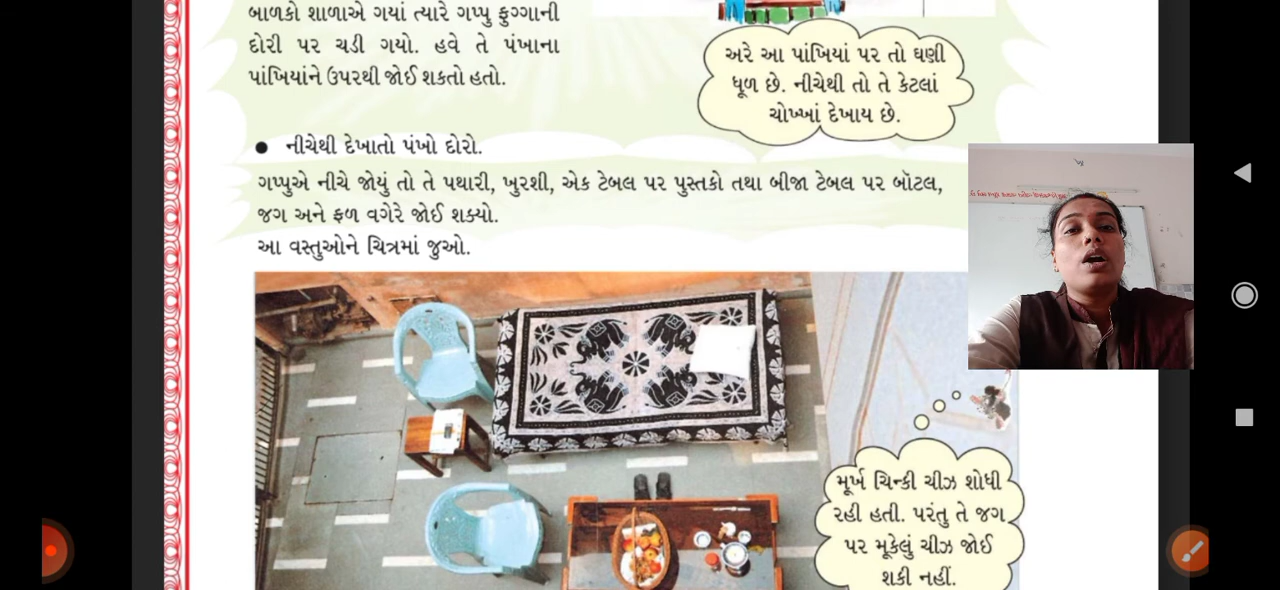 બાળકો શાળાએ ગયાં ત્યારે ગપ્પુ ફુગ્ગાની
દોરી પર ચડી ગયો. હવે તે પંખાના
પાંખિયાંને ઉપરથી જોઈ શકતો હતો.
અરે આ પાંખિયાં પર તો ઘણી
ધૂળ છે. નીચેથી તો તે કેટલાં
ચોખ્ખાં દેખાય છે.
● નીચેથી દેખાતો પંખો દોરો.
ગપ્પુએ નીચે જોયું તો તે પથારી, ખુરશી, એક ટેબલ પર પુસ્તકો તથા બીજા ટેબલ પર બૉટલ,
જગ અને ફળ વગેરે જોઈ શક્યો.
આ વસ્તુઓને ચિત્રમાં જુઓ.
મૂર્ખ ચિન્કી ચીઝ શોધી
રહી હતી. પરંતુ તે જગ
પર મૂકેલું ચીઝ જોઈ
શકી નહીં.